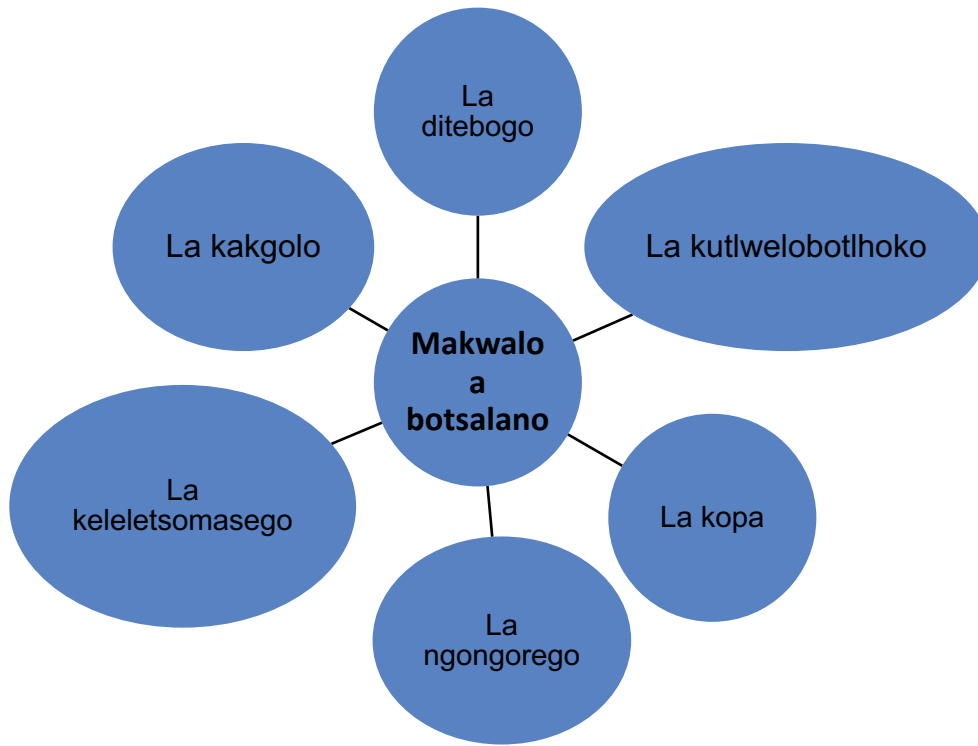 La
ditebogo
La kakgolo
La kutlwelobotlhoko
Makwalo
a
botsalano
La
keleletsomasego
La kopa
La
ngongorego